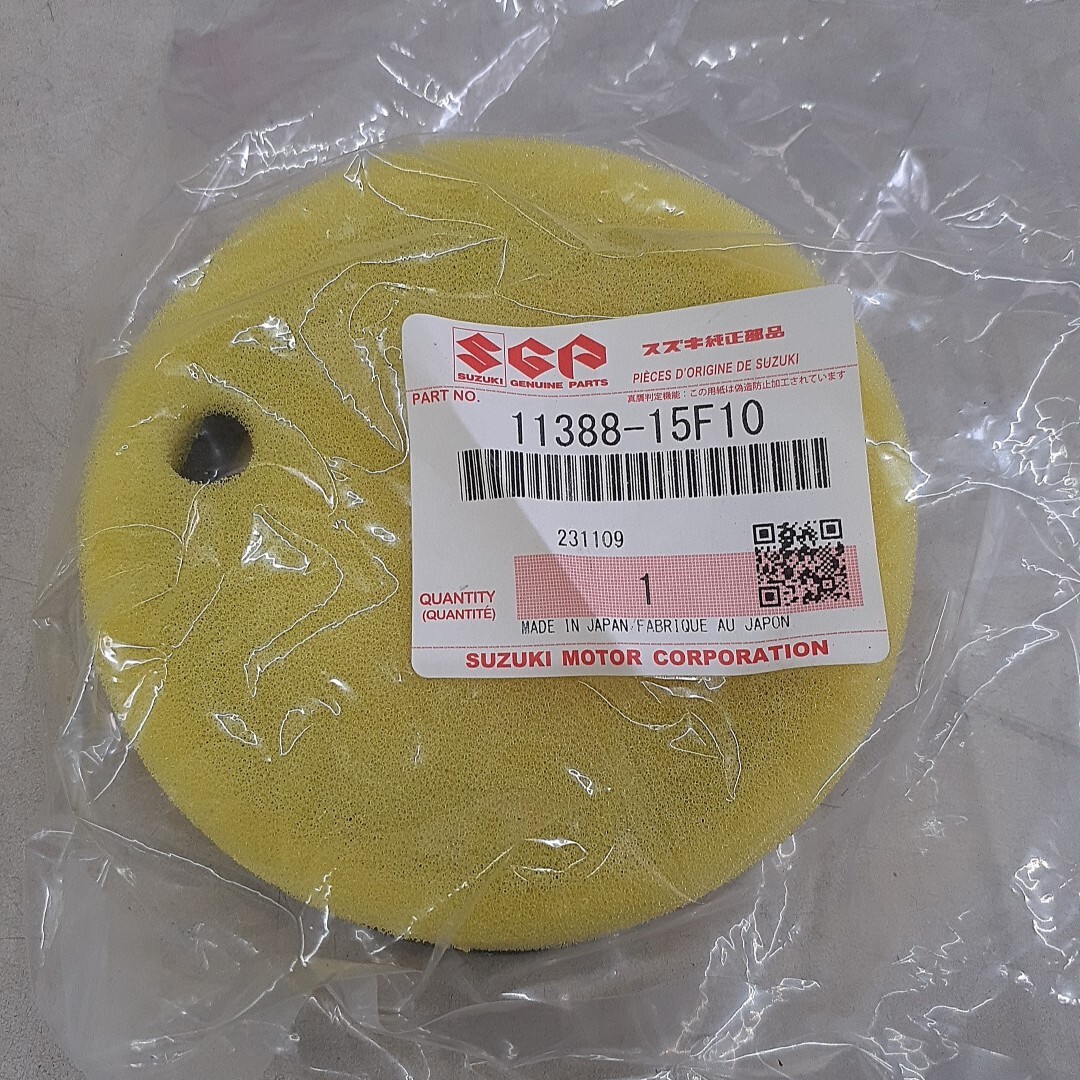 SGP
SUZUKI GENUINE PARTS
スズキ純正部品
PIÈCES D'ORIGINE DE SUZUKI
真贋判定機能：この用紙は偽造防止加工されています
PART NO.
11388-15F10
231109
QUANTITY
(QUANTITÉ)
1
MADE IN JAPAN/FABRIQUE AU JAPON
SUZUKI MOTOR CORPORATION